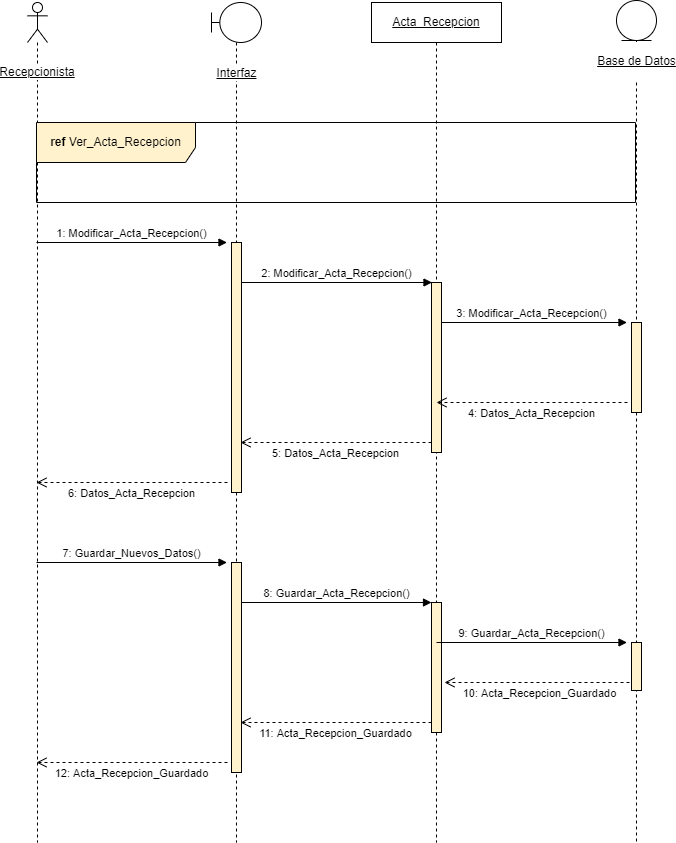 Acta_Recepcion
Recepcionista
Interfaz
Base de Datos
ref Ver_Acta_Recepcion
1: Modificar_Acta_Recepcion()
2: Modificar_Acta_Recepcion()
3: Modificar_Acta_Recepcion()
4: Datos_Acta_Recepcion
5: Datos_Acta_Recepcion
6: Datos_Acta_Recepcion
7: Guardar_Nuevos_Datos()
8: Guardar_Acta_Recepcion()
9: Guardar_Acta_Recepcion()
10: Acta_Recepcion_Guardado
11: Acta_Recepcion_Guardado
12: Acta_Recepcion_Guardado